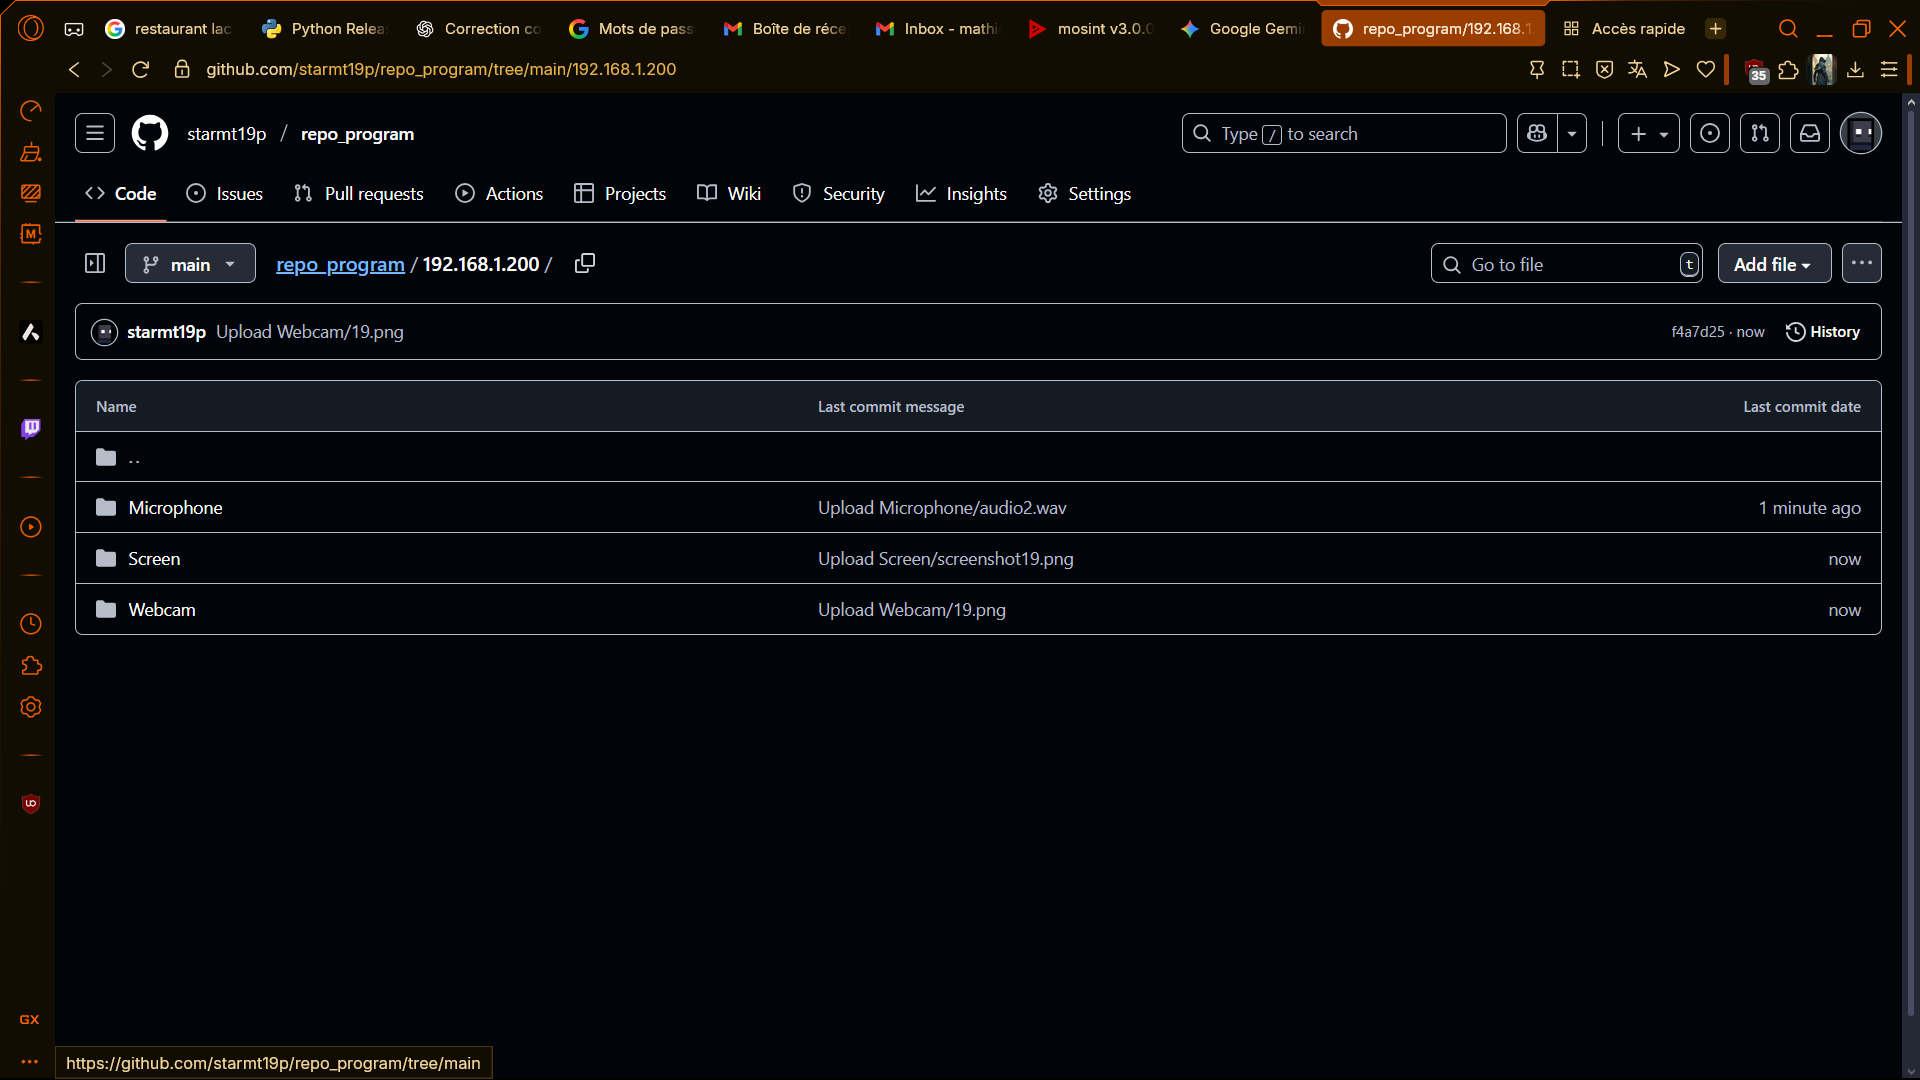 restaurant lac
Python Relea
Correction co
Mots de pass
Boîte de réce
Inbox - mathi
mosint v3.0.0
Google Gemi
repo_program/192.168.1.
Accès rapide
github.com/starmt19p/repo_program/tree/main/192.168.1.200
35
starmt19p / repo_program
Type / to search
Code
Issues
Pull requests
Actions
Projects
Wiki
Security
Insights
Settings
main
repo_program / 192.168.1.200 /
Go to file
t
Add file
starmt19p Upload Webcam/19.png
f4a7d25 · now
History
Name
Last commit message
Last commit date
..
Microphone
Upload Microphone/audio2.wav
1 minute ago
Screen
Upload Screen/screenshot19.png
now
Webcam
Upload Webcam/19.png
now
GX
https://github.com/starmt19p/repo_program/tree/main